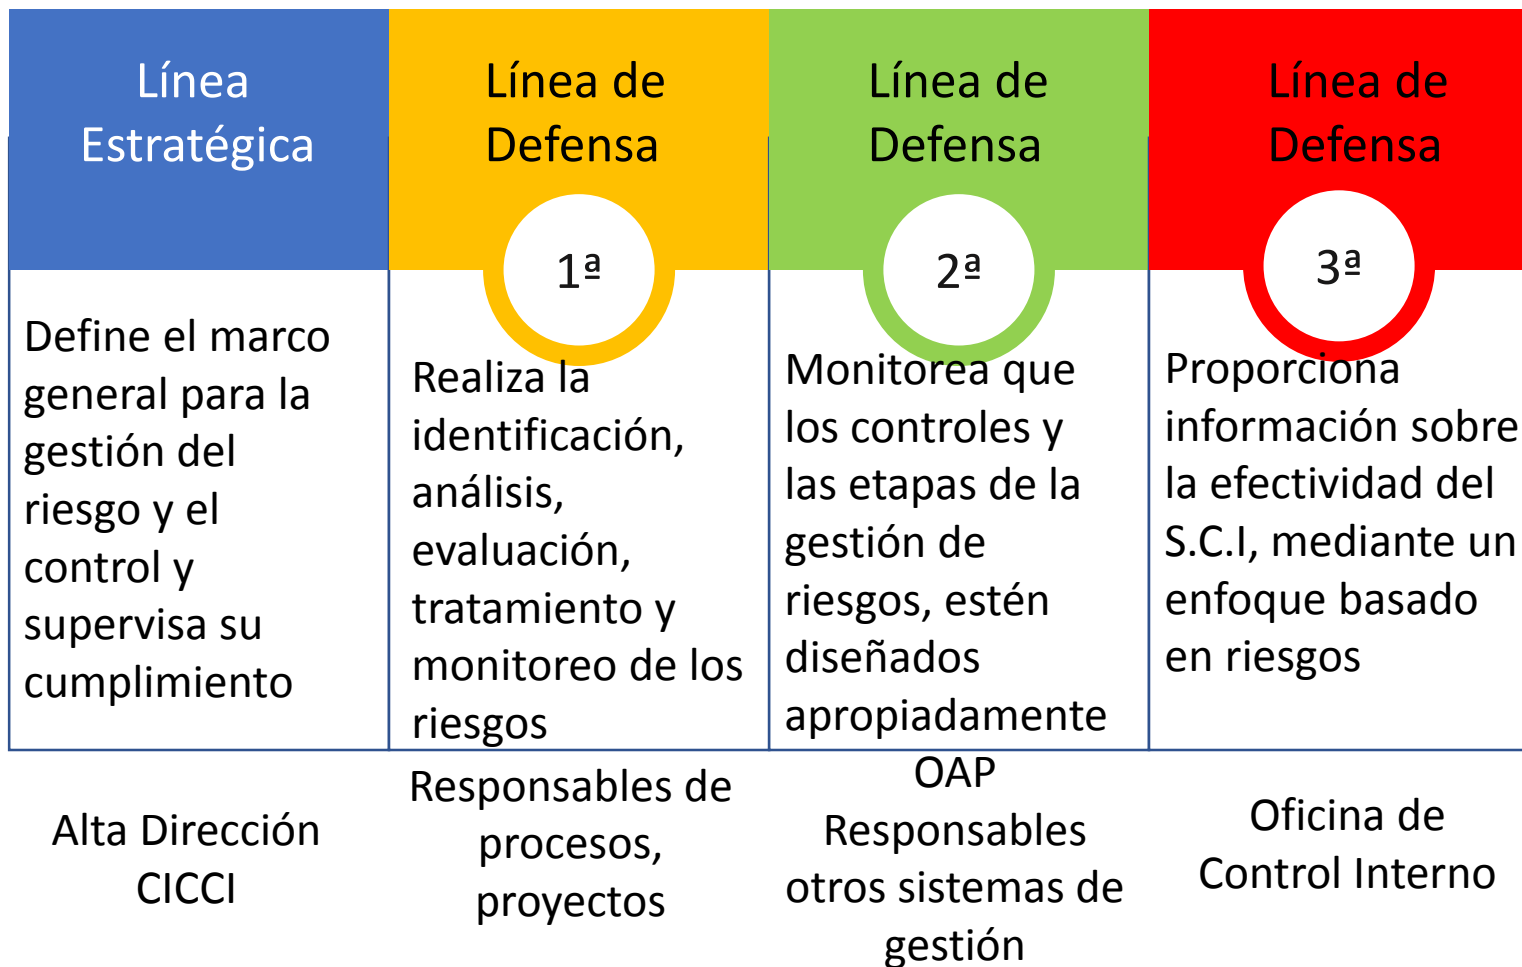 Línea
Estratégica
Define el marco
general para la
gestión del
riesgo y el
control y
supervisa su
cumplimiento
Alta Dirección
CICCI
Línea de
Defensa
1ª
Realiza la
identificación,
análisis,
evaluación,
tratamiento y
monitoreo de los
riesgos
Responsables de
procesos,
proyectos
Línea de
Defensa
2ª
Monitorea que
los controles y
las etapas de la
gestión de
riesgos, estén
diseñados
apropiadamente
OAP
Responsables
otros sistemas de
gestión
Línea de
Defensa
3ª
Proporciona
información sobre
la efectividad del
S.C.I, mediante un
enfoque basado
en riesgos
Oficina de
Control Interno